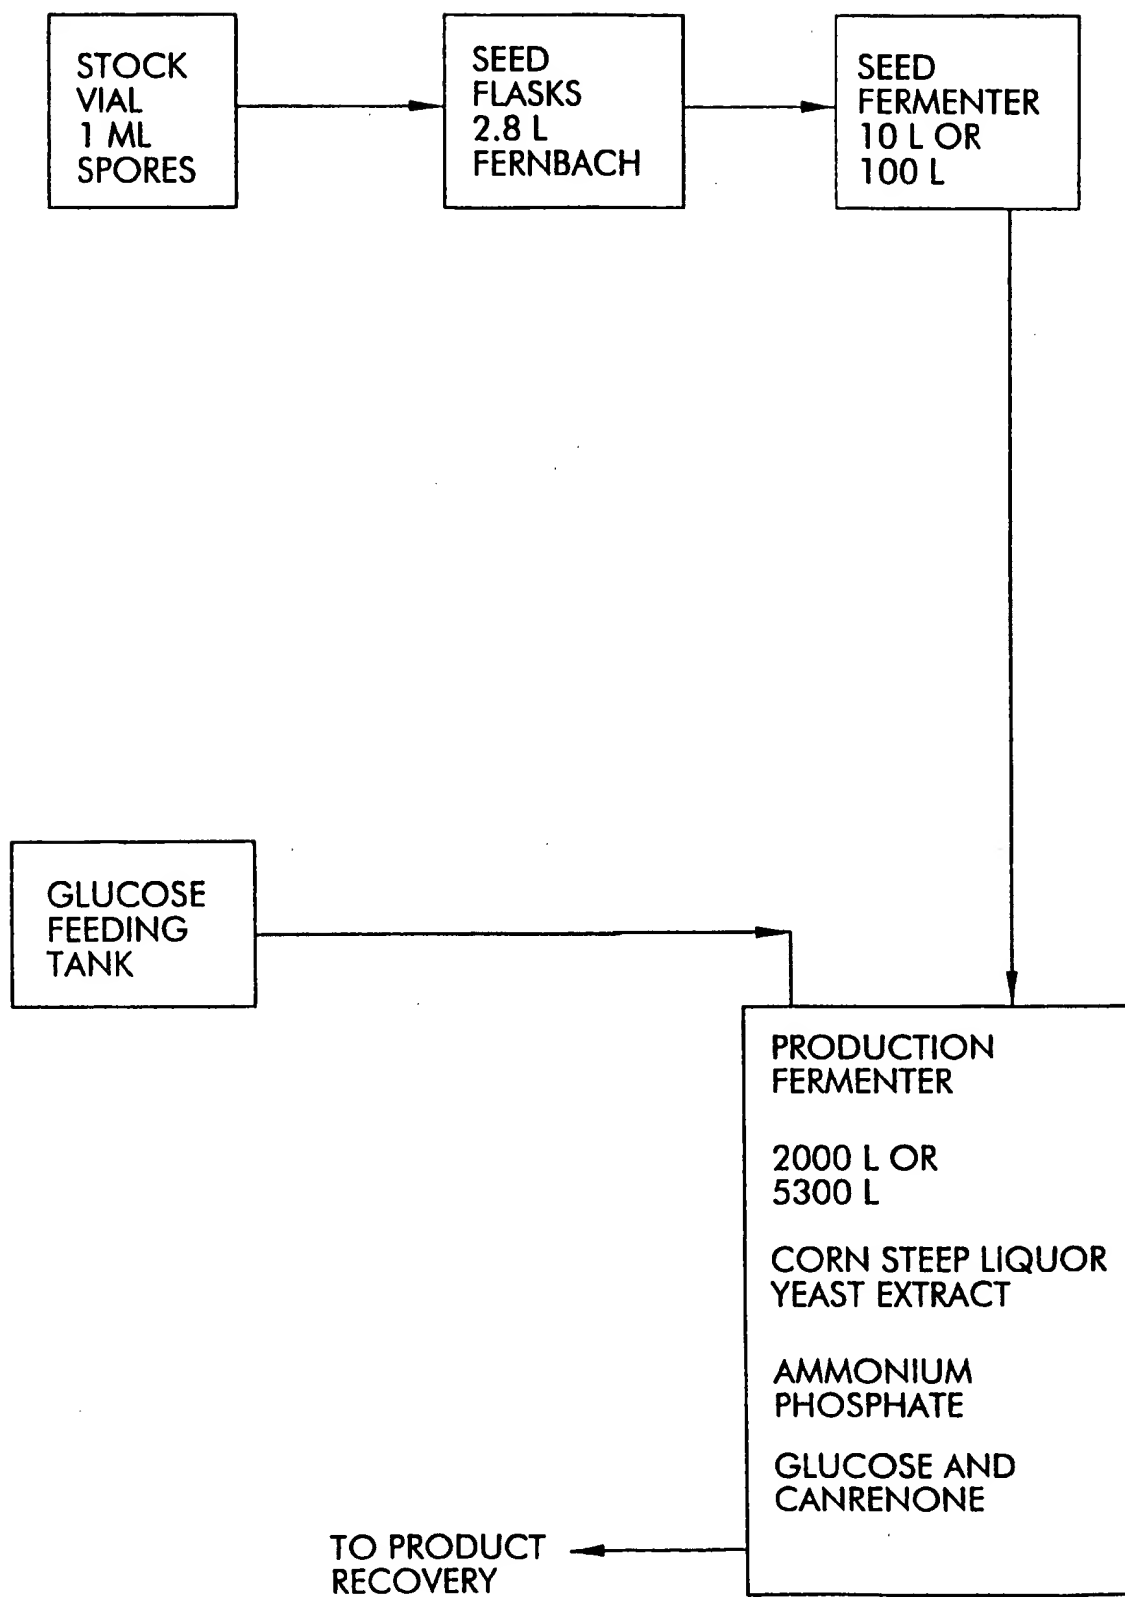 STOCK
VIAL
1 ML
SPORES
SEED
FLASKS
2.8 L
FERNBACH
SEED
FERMENTER
10 L OR
100 L
GLUCOSE
FEEDING
TANK
PRODUCTION
FERMENTER
2000 L OR
5300 L
CORN STEEP LIQUOR
YEAST EXTRACT
AMMONIUM
PHOSPHATE
GLUCOSE AND
CANRENONE
TO PRODUCT
RECOVERY